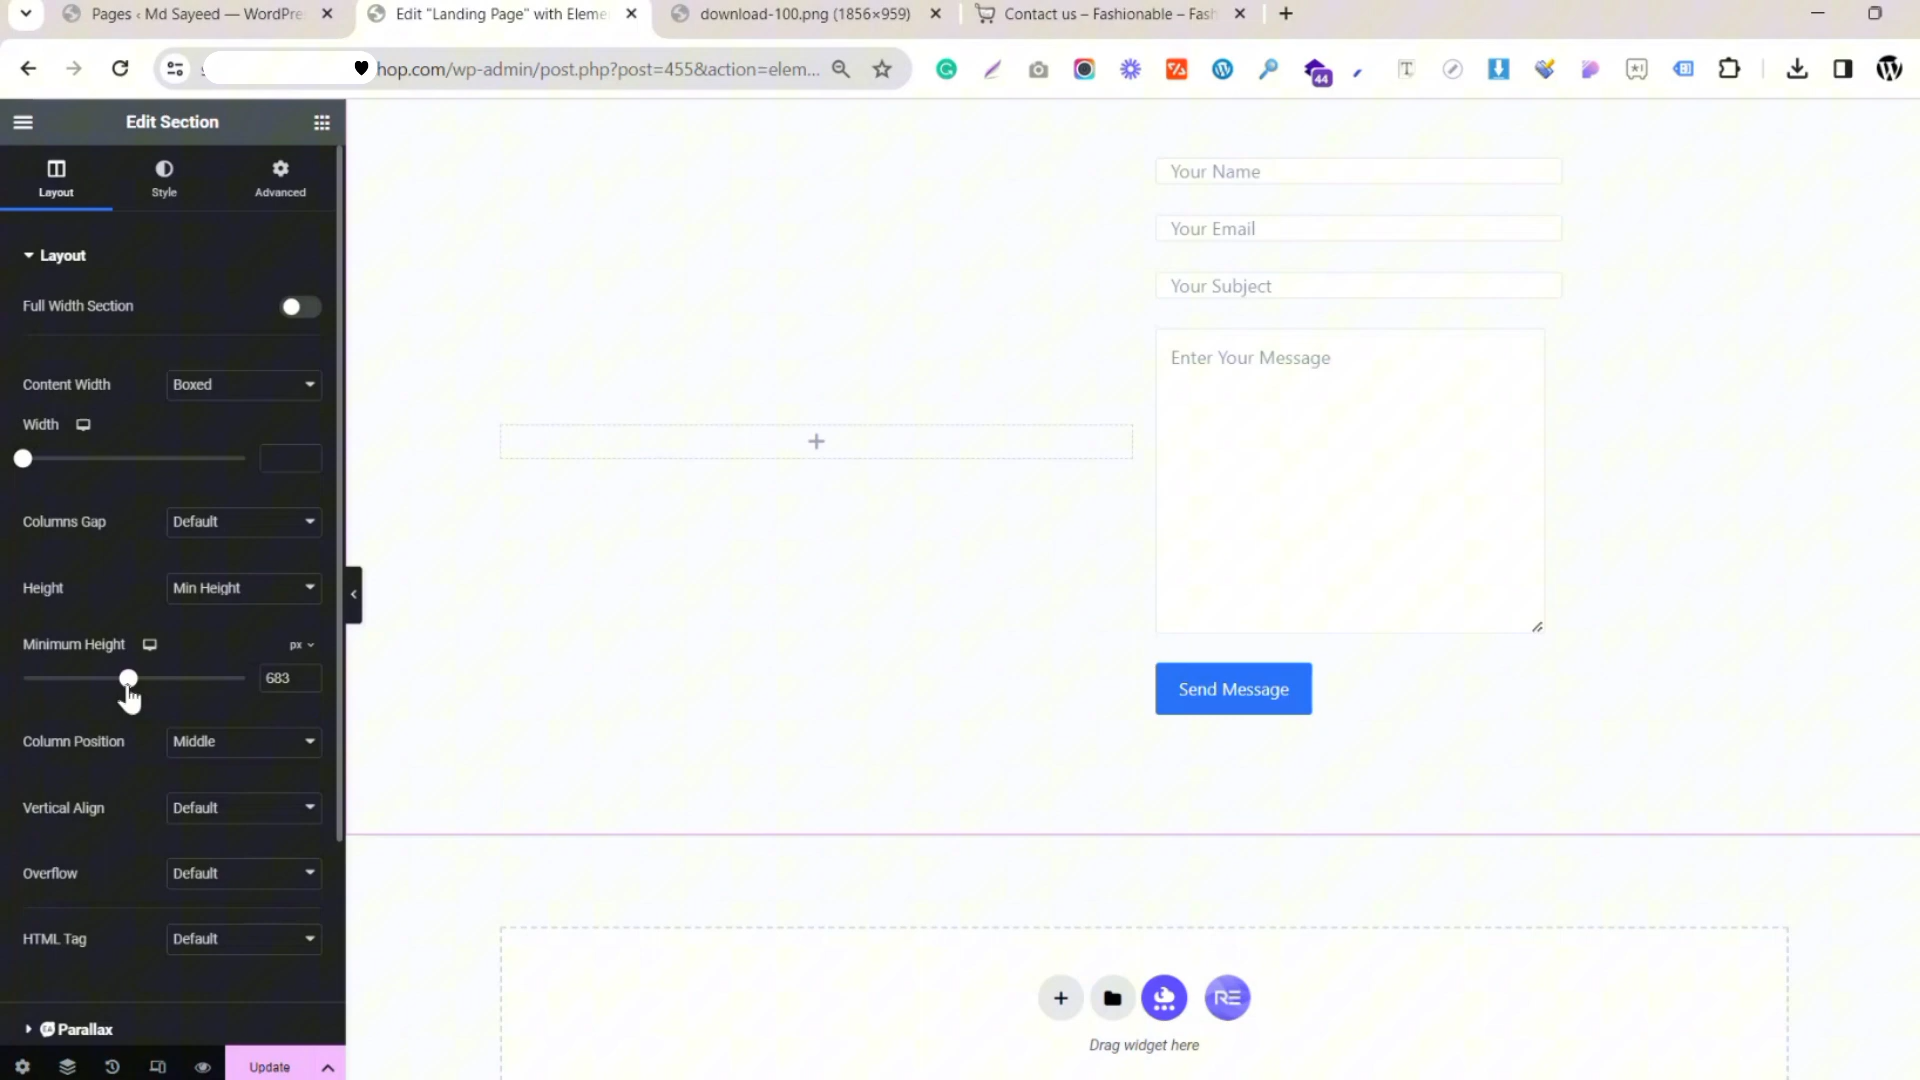 Pages ‹ Md Sayeed — WordPre
Edit "Landing Page" with Eleme
download-100.png (1856×959)
Contact us – Fashionable – Fash
hop.com/wp-admin/post.php?post=455&action=elem...
44
Edit Section
Layout
Style
Advanced
Layout
Full Width Section
Content Width
Boxed
Width
Columns Gap
Default
Height
Min Height
Minimum Height
px
683
Column Position
Middle
Vertical Align
Default
Overflow
Default
HTML Tag
Default
Parallax
Update
Your Name
Your Email
Your Subject
Enter Your Message
Send Message
Drag widget here